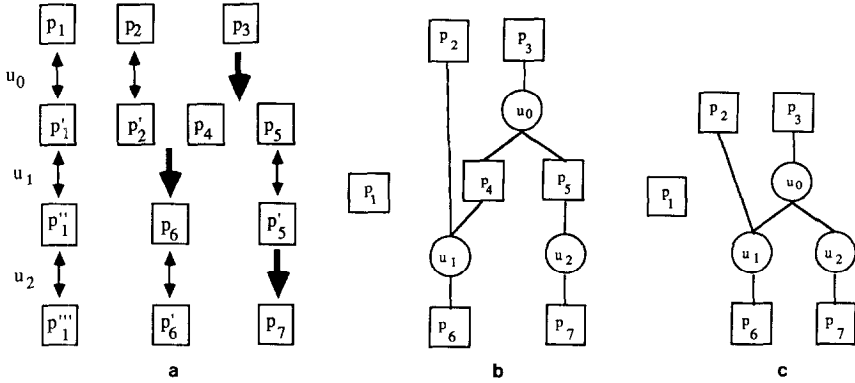 p1 p2 p3
u0
p'1 p'2 p4 p5
u1
p''1 p6 p'5
u2
p'''1 p'6 p7
a
p2 p3
u0
p1 p4 p5
u1 u2
p6 p7
b
p2 p3
p1 u0
u1 u2
p6 p7
c